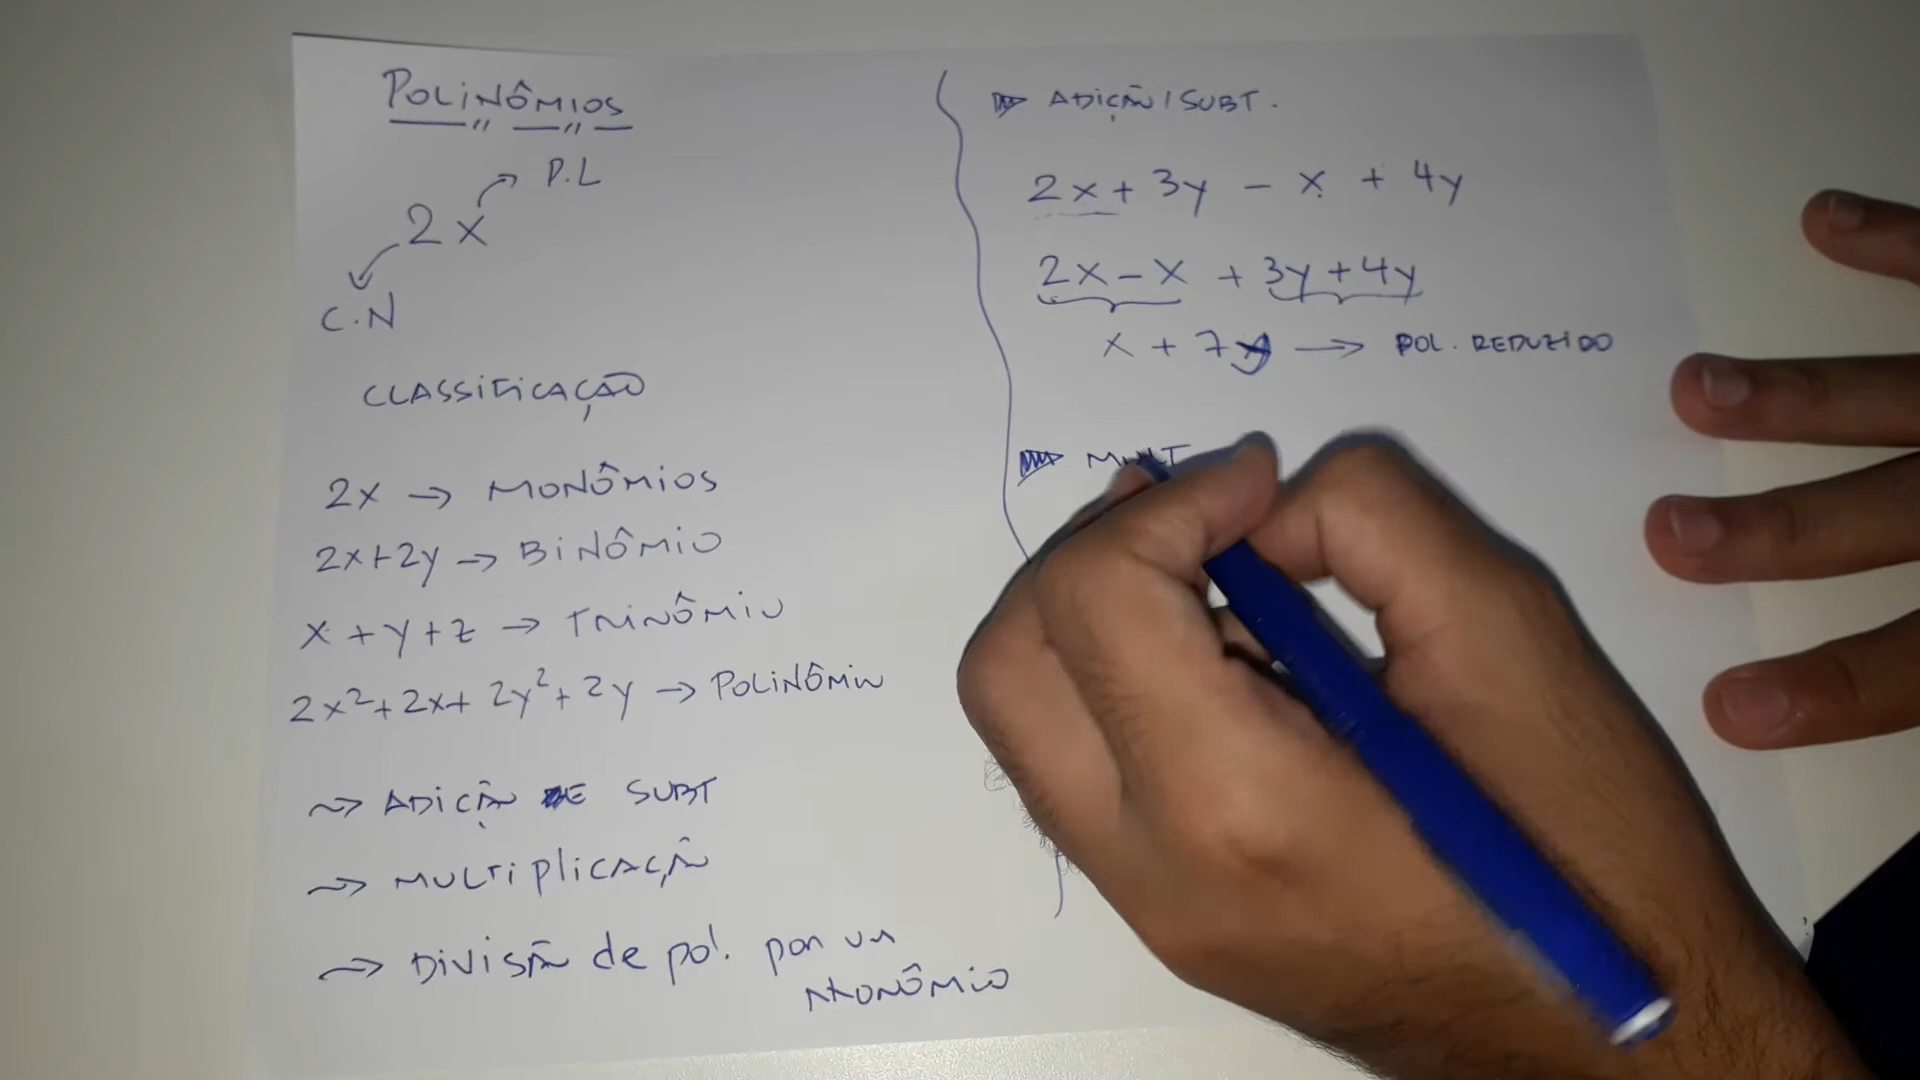 POLINÔMIOS
P.L
2x
C.N
CLASSIFICAÇÃO
2x → MONÔMIOS
2x+2y → BINÔMIO
x+y+z → TRINÔMIO
2x²+2x+2y²+2y → POLINÔMIO
~> ADIÇÃO E SUBT
~> MULTIPLICAÇÃO
~> DIVISÃO de pol. por um
MONÔMIO
ADIÇÃO/SUBT.
2x+3y - x + 4y
2x-x + 3y+4y
x + 7y → POL. REDUZIDO
MULT